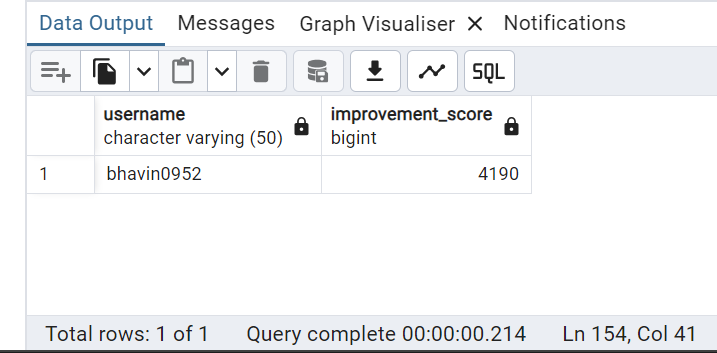 Data Output Messages Graph Visualiser × Notifications
SQL
username improvement_score
character varying (50) bigint
1 bhavin0952 4190
Total rows: 1 of 1 Query complete 00:00:00.214 Ln 154, Col 41